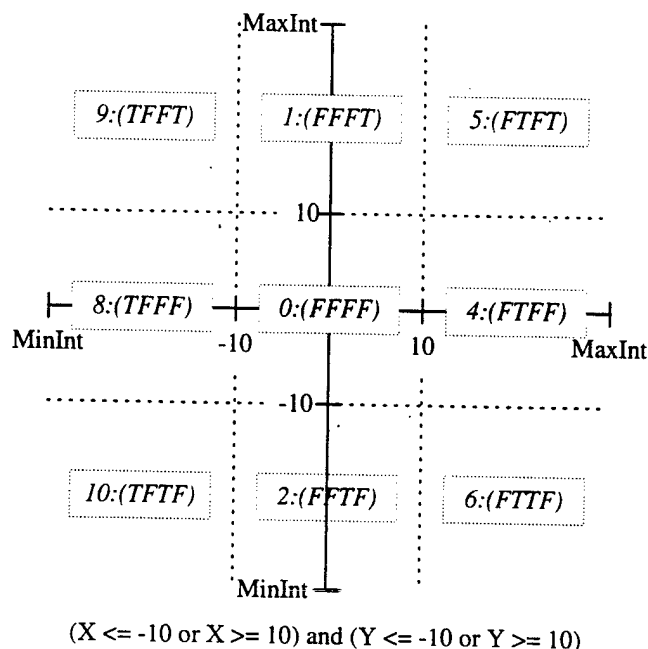 MaxInt
9:(TFFT) 1:(FFFT) 5:(FTFT)
10
8:(TFFF) 0:(FFFF) 4:(FTFF)
MinInt -10 10 MaxInt
-10
10:(TFTF) 2:(FFTF) 6:(FTTF)
MinInt
(X <= -10 or X >= 10) and (Y <= -10 or Y >= 10)